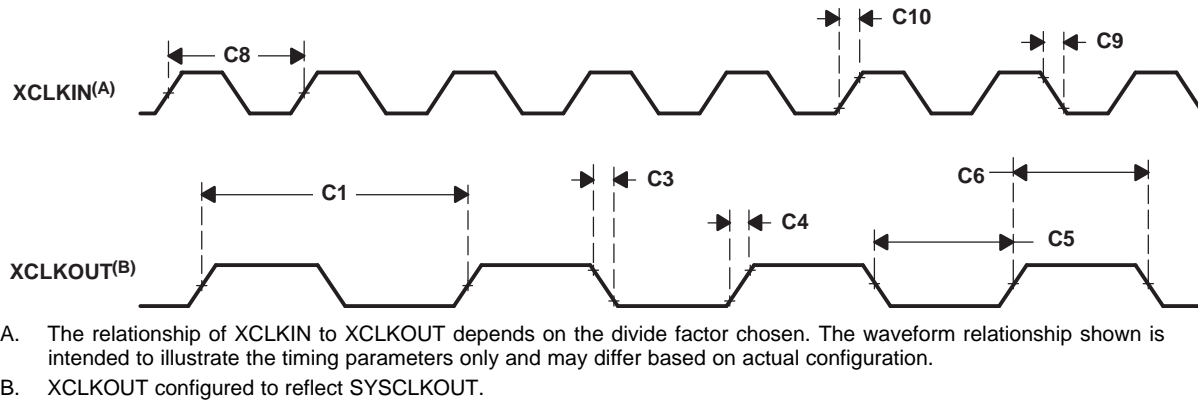 C10
C8
C9
XCLKIN(A)
C3
C6
C1
C4
C5
XCLKOUT(B)
A. The relationship of XCLKIN to XCLKOUT depends on the divide factor chosen. The waveform relationship shown is
intended to illustrate the timing parameters only and may differ based on actual configuration.
B. XCLKOUT configured to reflect SYSCLKOUT.